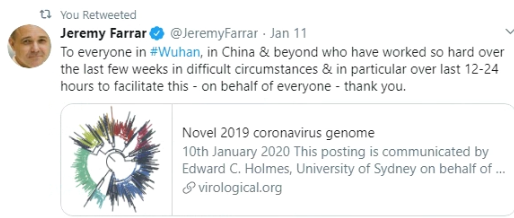 You Retweeted
Jeremy Farrar @JeremyFarrar · Jan 11
To everyone in #Wuhan, in China & beyond who have worked so hard over
the last few weeks in difficult circumstances & in particular over last 12-24
hours to facilitate this - on behalf of everyone - thank you.
Novel 2019 coronavirus genome
10th January 2020 This posting is communicated by
Edward C. Holmes, University of Sydney on behalf of ...
virological.org